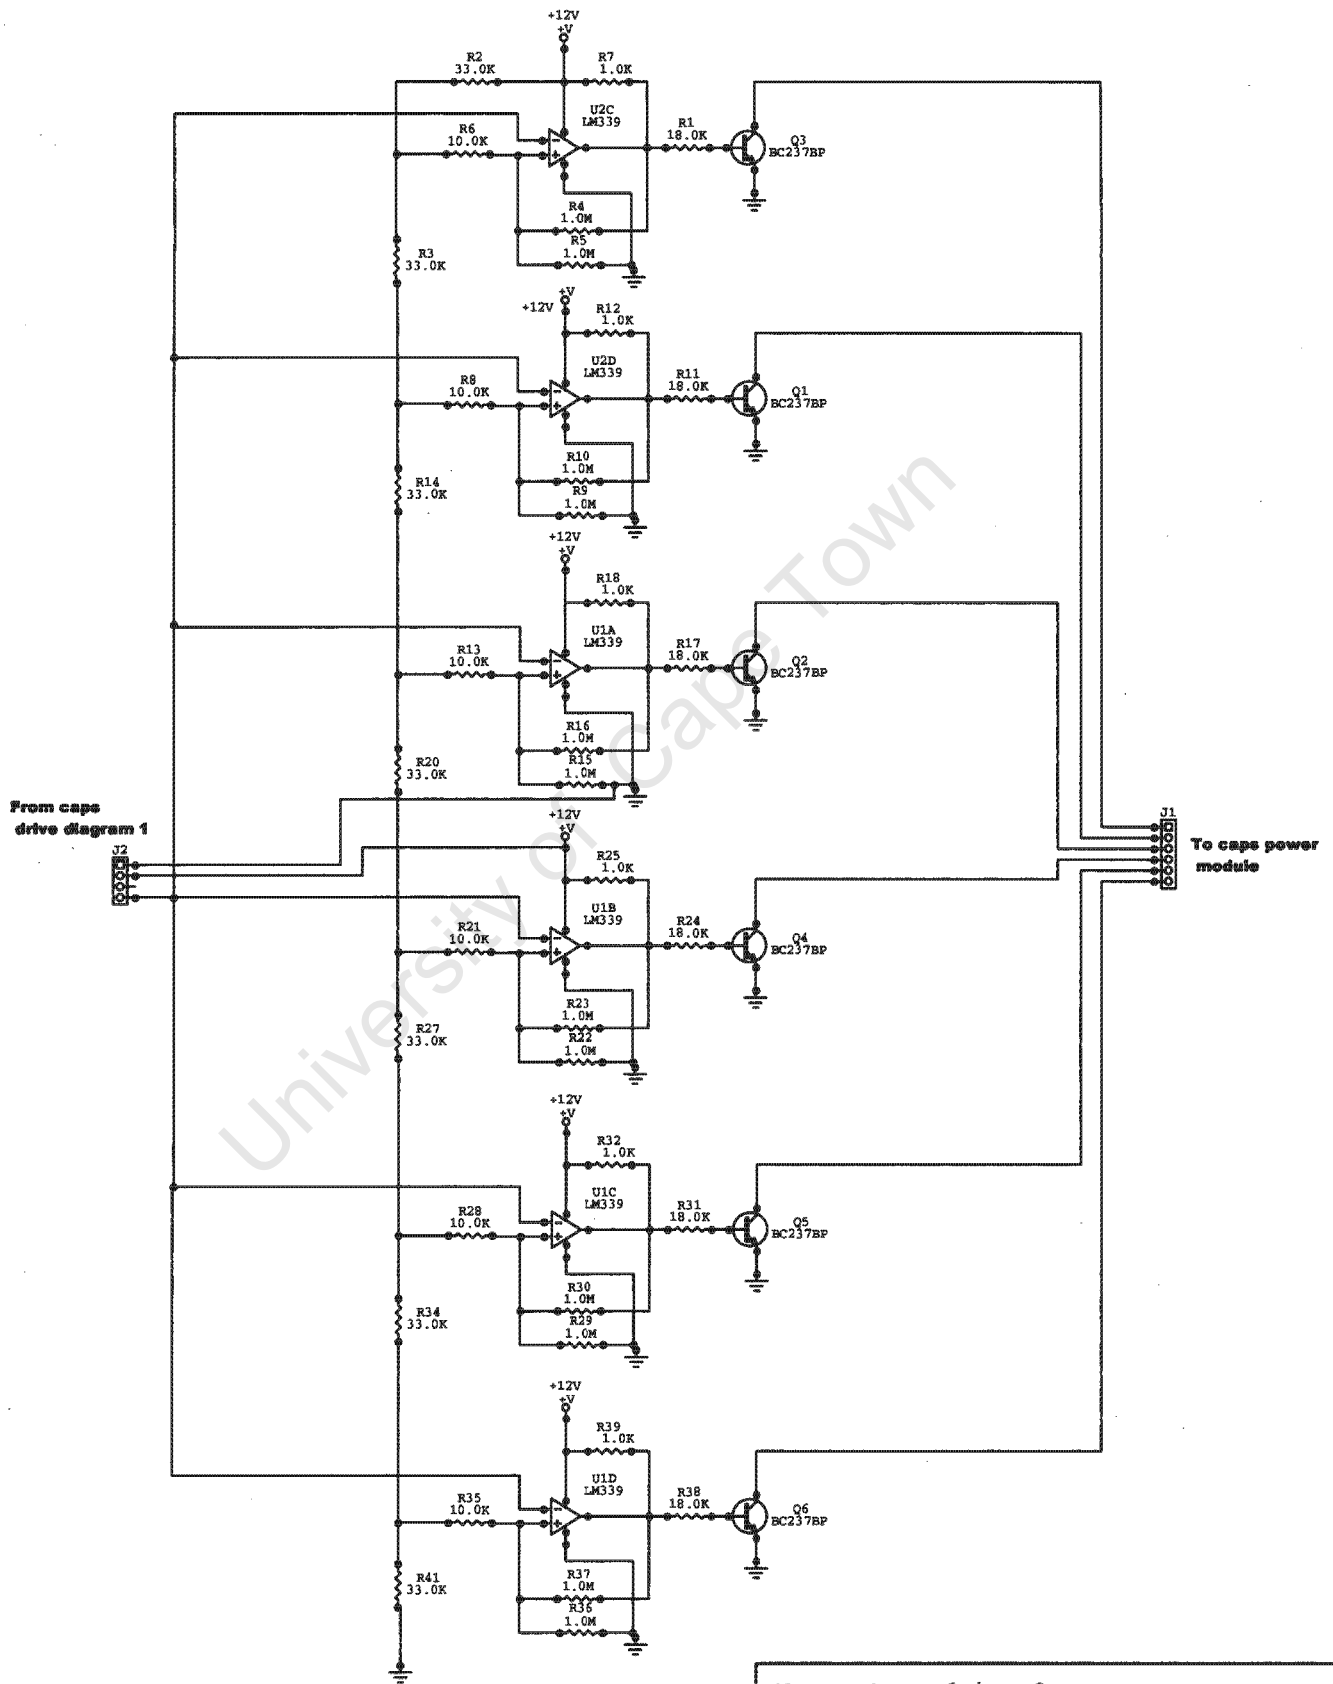 +12V
+V
R2
33.0K
R7
1.0K
U2C
LM339
R6
10.0K
R1
18.0K
Q3
BC237BP
R4
1.0M
R5
1.0M
R3
33.0K
+V
+12V
R12
1.0K
U2D
LM339
R8
10.0K
R11
18.0K
Q1
BC237BP
R10
1.0M
R9
1.0M
R14
33.0K
+12V
+V
R18
1.0K
U1A
LM339
R13
10.0K
R17
18.0K
Q2
BC237BP
R16
1.0M
R15
1.0M
R20
33.0K
From caps
drive diagram 1
J2
+12V
+V
R25
1.0K
J1
To caps power
module
U1B
LM339
R21
10.0K
R24
18.0K
Q4
BC237BP
R23
1.0M
R22
1.0M
R27
33.0K
+12V
+V
R32
1.0K
U1C
LM339
R28
10.0K
R31
18.0K
Q5
BC237BP
R30
1.0M
R29
1.0M
R34
33.0K
+12V
+V
R39
1.0K
U1D
LM339
R35
10.0K
R38
18.0K
Q6
BC237BP
R37
1.0M
R36
1.0M
R41
33.0K
University of Cape Town